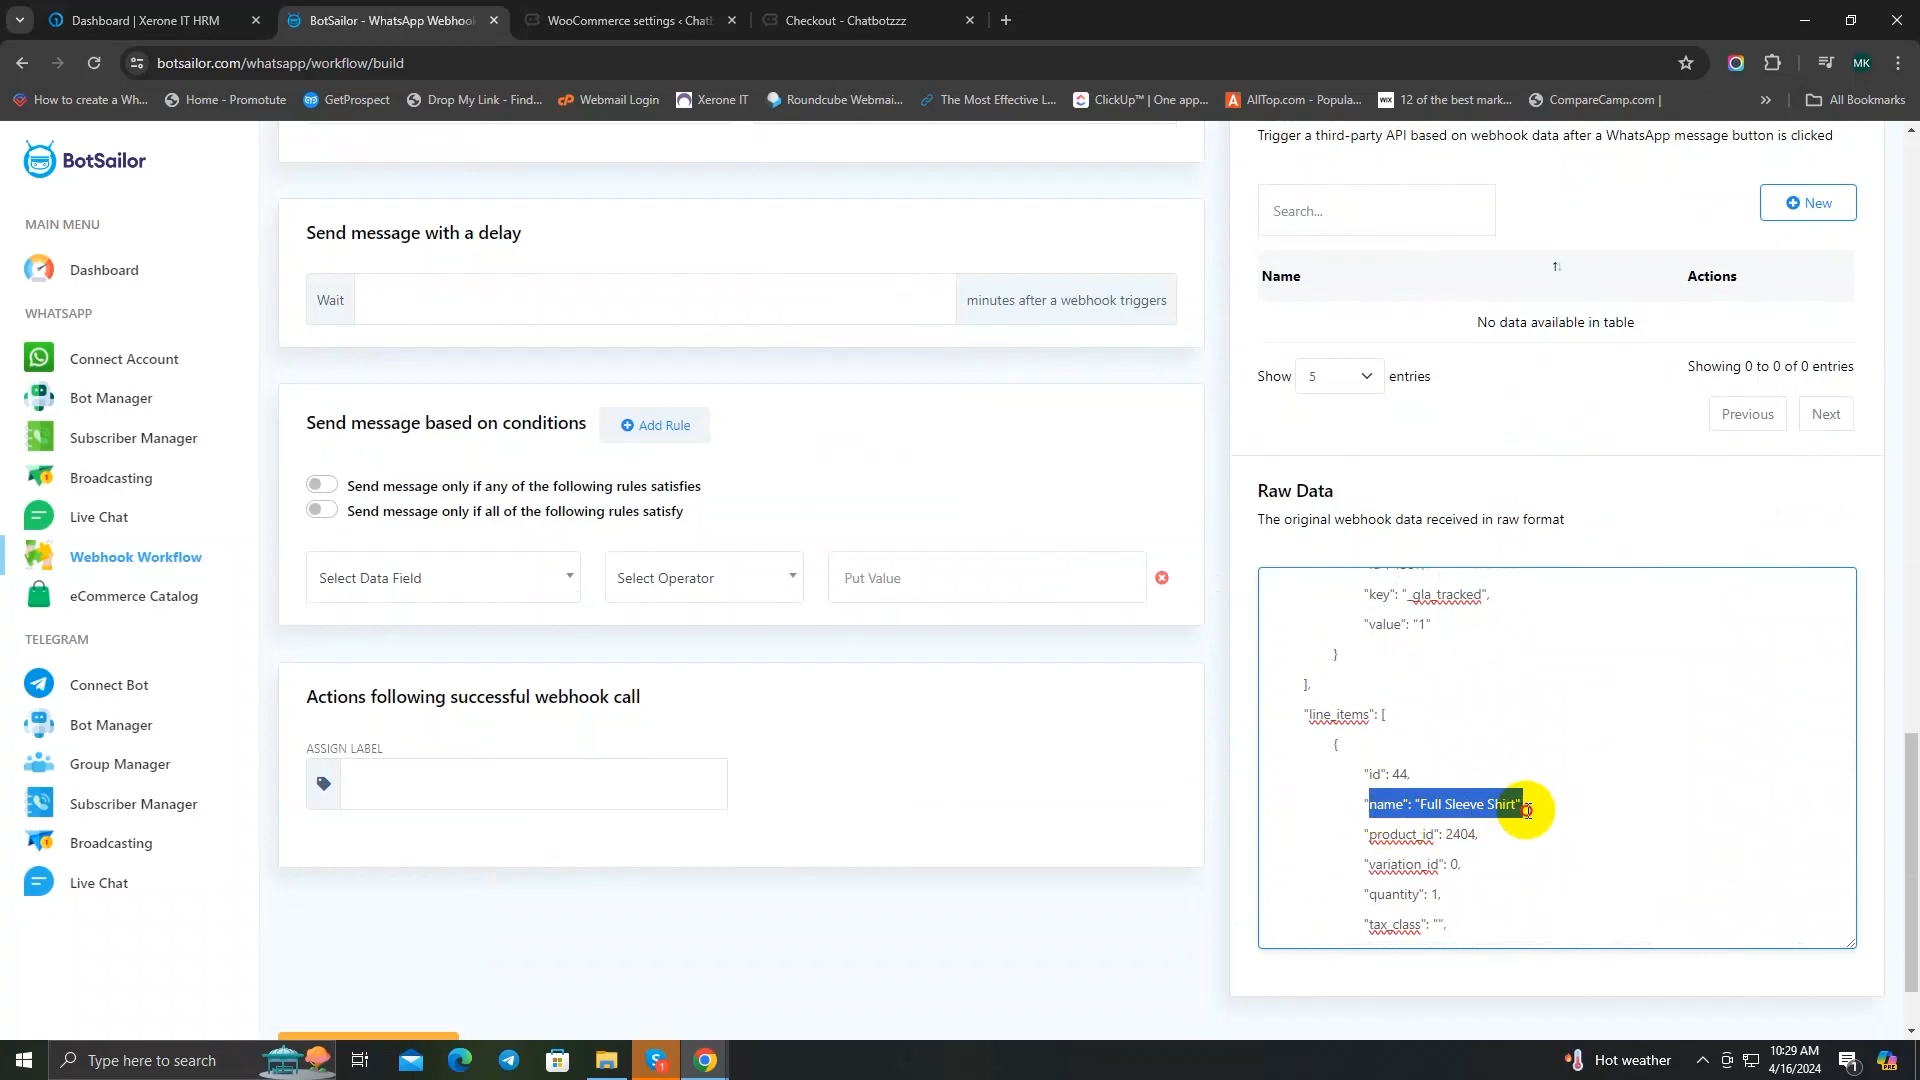 Dashboard | Xerone IT HRM
BotSailor - WhatsApp Webhoo
WooCommerce settings ‹ Chatb
Checkout - Chatbotzzz
botsailor.com/whatsapp/workflow/build
MK
How to create a Wh...
Home - Promotute
GetProspect
Drop My Link - Find...
Webmail Login
Xerone IT
Roundcube Webmai...
The Most Effective L...
ClickUp™ | One app...
AllTop.com - Popula...
WIX
12 of the best mark...
CompareCamp.com |
All Bookmarks
BotSailor
MAIN MENU
Dashboard
WHATSAPP
Connect Account
Bot Manager
Subscriber Manager
Broadcasting
Live Chat
Webhook Workflow
eCommerce Catalog
TELEGRAM
Connect Bot
Bot Manager
Group Manager
Subscriber Manager
Broadcasting
Live Chat
Send message with a delay
Wait
minutes after a webhook triggers
Send message based on conditions
Add Rule
Send message only if any of the following rules satisfies
Send message only if all of the following rules satisfy
Select Data Field
Select Operator
Put Value
Actions following successful webhook call
ASSIGN LABEL
Trigger a third-party API based on webhook data after a WhatsApp message button is clicked
Search...
New
Name
Actions
No data available in table
Show 5 entries
Showing 0 to 0 of 0 entries
Previous
Next
Raw Data
The original webhook data received in raw format
"key": "_gla_tracked",
"value": "1"
}
],
"line_items": [
{
"id": 44,
"name": "Full Sleeve Shirt",
"product_id": 2404,
"variation_id": 0,
"quantity": 1,
"tax_class": "",
Type here to search
Hot weather
10:29 AM
4/16/2024